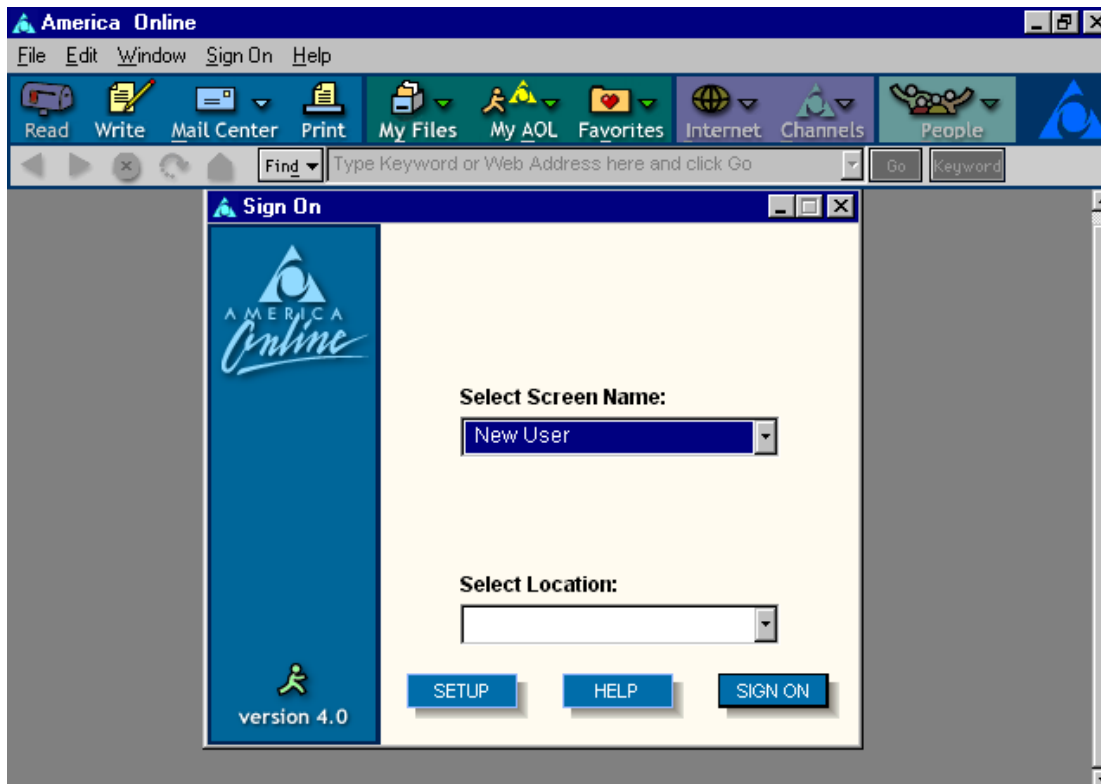 America Online
File Edit Window Sign On Help
Read Write Mail Center Print My Files My AOL Favorites Internet Channels People
Find Type Keyword or Web Address here and click Go Go Keyword
Sign On
AMERICA
Online
Select Screen Name:
New User
Select Location:
SETUP HELP SIGN ON
version 4.0